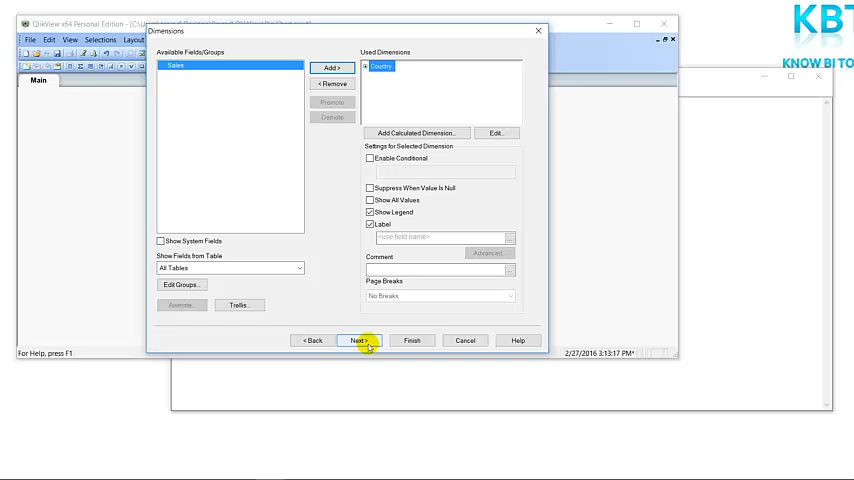 QlikView x64 Personal Edition - (C:\
File Edit View Selections Layout
Main
Dimensions
Available Fields/Groups
Sales
Add >
< Remove
Promote
Demote
Used Dimensions
Country
Add Calculated Dimension...
Edit...
Settings for Selected Dimension
Enable Conditional
Suppress When Value Is Null
Show All Values
Show Legend
Label
<use field name>
Advanced...
Comment
Page Breaks
No Breaks
Show System Fields
Show Fields from Table
All Tables
Edit Groups...
Animate...
Trellis...
< Back
Next >
Finish
Cancel
Help
For Help, press F1
2/27/2016 3:13:17 PM*
KBT
KNOW BI TO